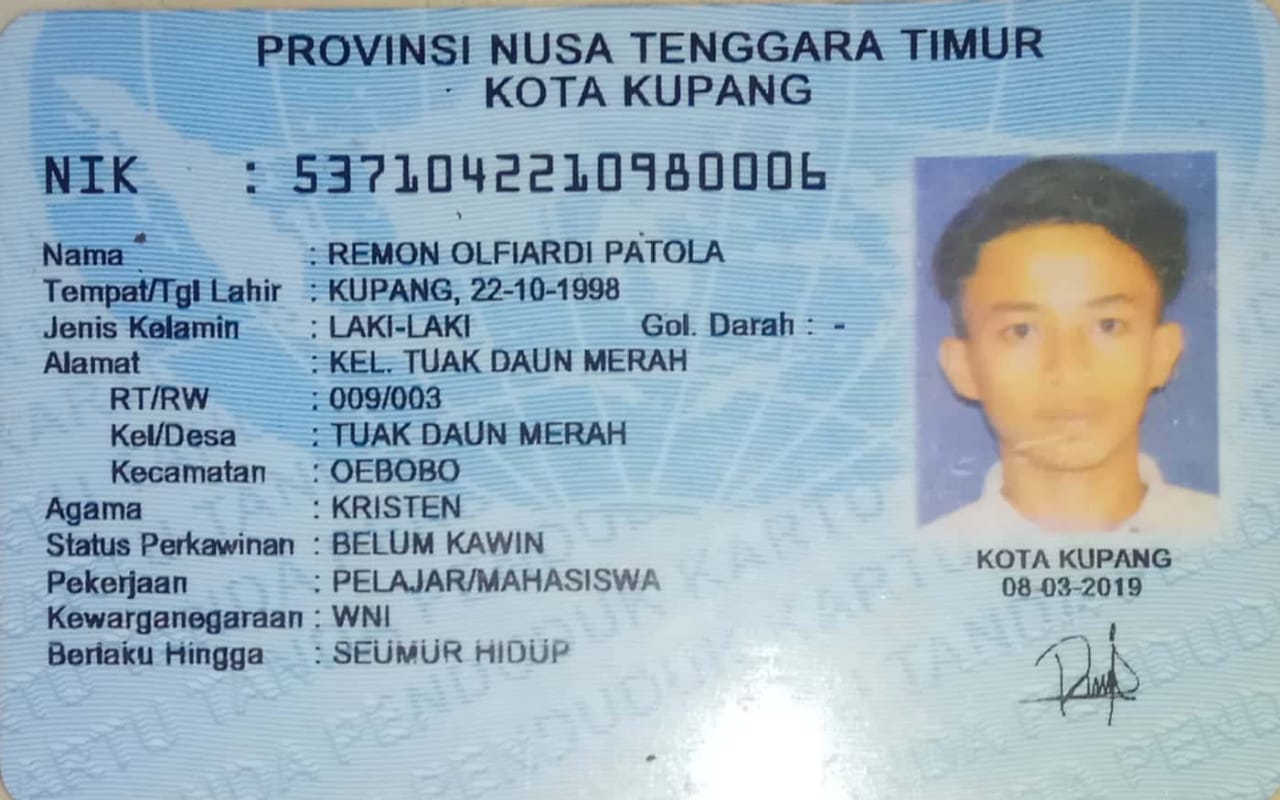 PROVINSI NUSA TENGGARA TIMUR
KOTA KUPANG
NIK : 5371042210980006
Nama : REMON OLFIARDI PATOLA
Tempat/Tgl Lahir : KUPANG, 22-10-1998
Jenis Kelamin : LAKI-LAKI Gol. Darah : -
Alamat : KEL. TUAK DAUN MERAH
RT/RW : 009/003
Kel/Desa : TUAK DAUN MERAH
Kecamatan : OEBOBO
Agama : KRISTEN
Status Perkawinan : BELUM KAWIN
Pekerjaan : PELAJAR/MAHASISWA
Kewarganegaraan : WNI
Berlaku Hingga : SEUMUR HIDUP
KOTA KUPANG
08-03-2019